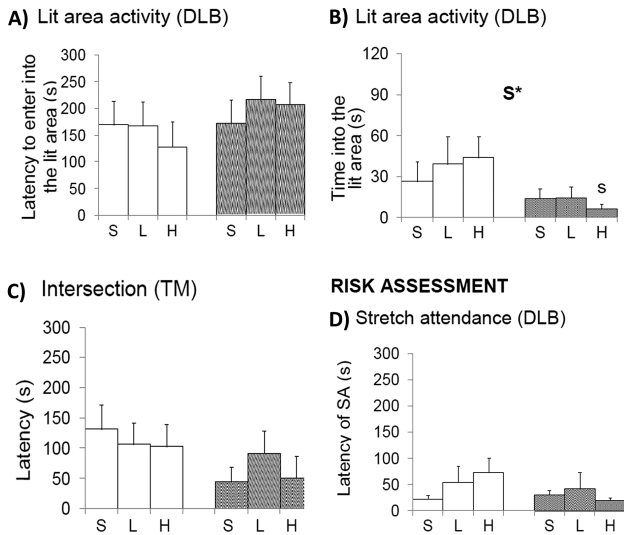 A) Lit area activity (DLB)
Latency to enter into
the lit area) (s)
300
250
200
150
100
50
0
S L H S L H
B) Lit area activity (DLB)
Time into the
lit area) (s)
120
90
60
30
0
S*
S
S L H S L H
C) Intersection (TM)
Latency (s)
300
250
200
150
100
50
0
S L H S L H
RISK ASSESSMENT
D) Stretch attendance (DLB)
Latency of SA (s)
300
250
200
150
100
50
0
S L H S L H